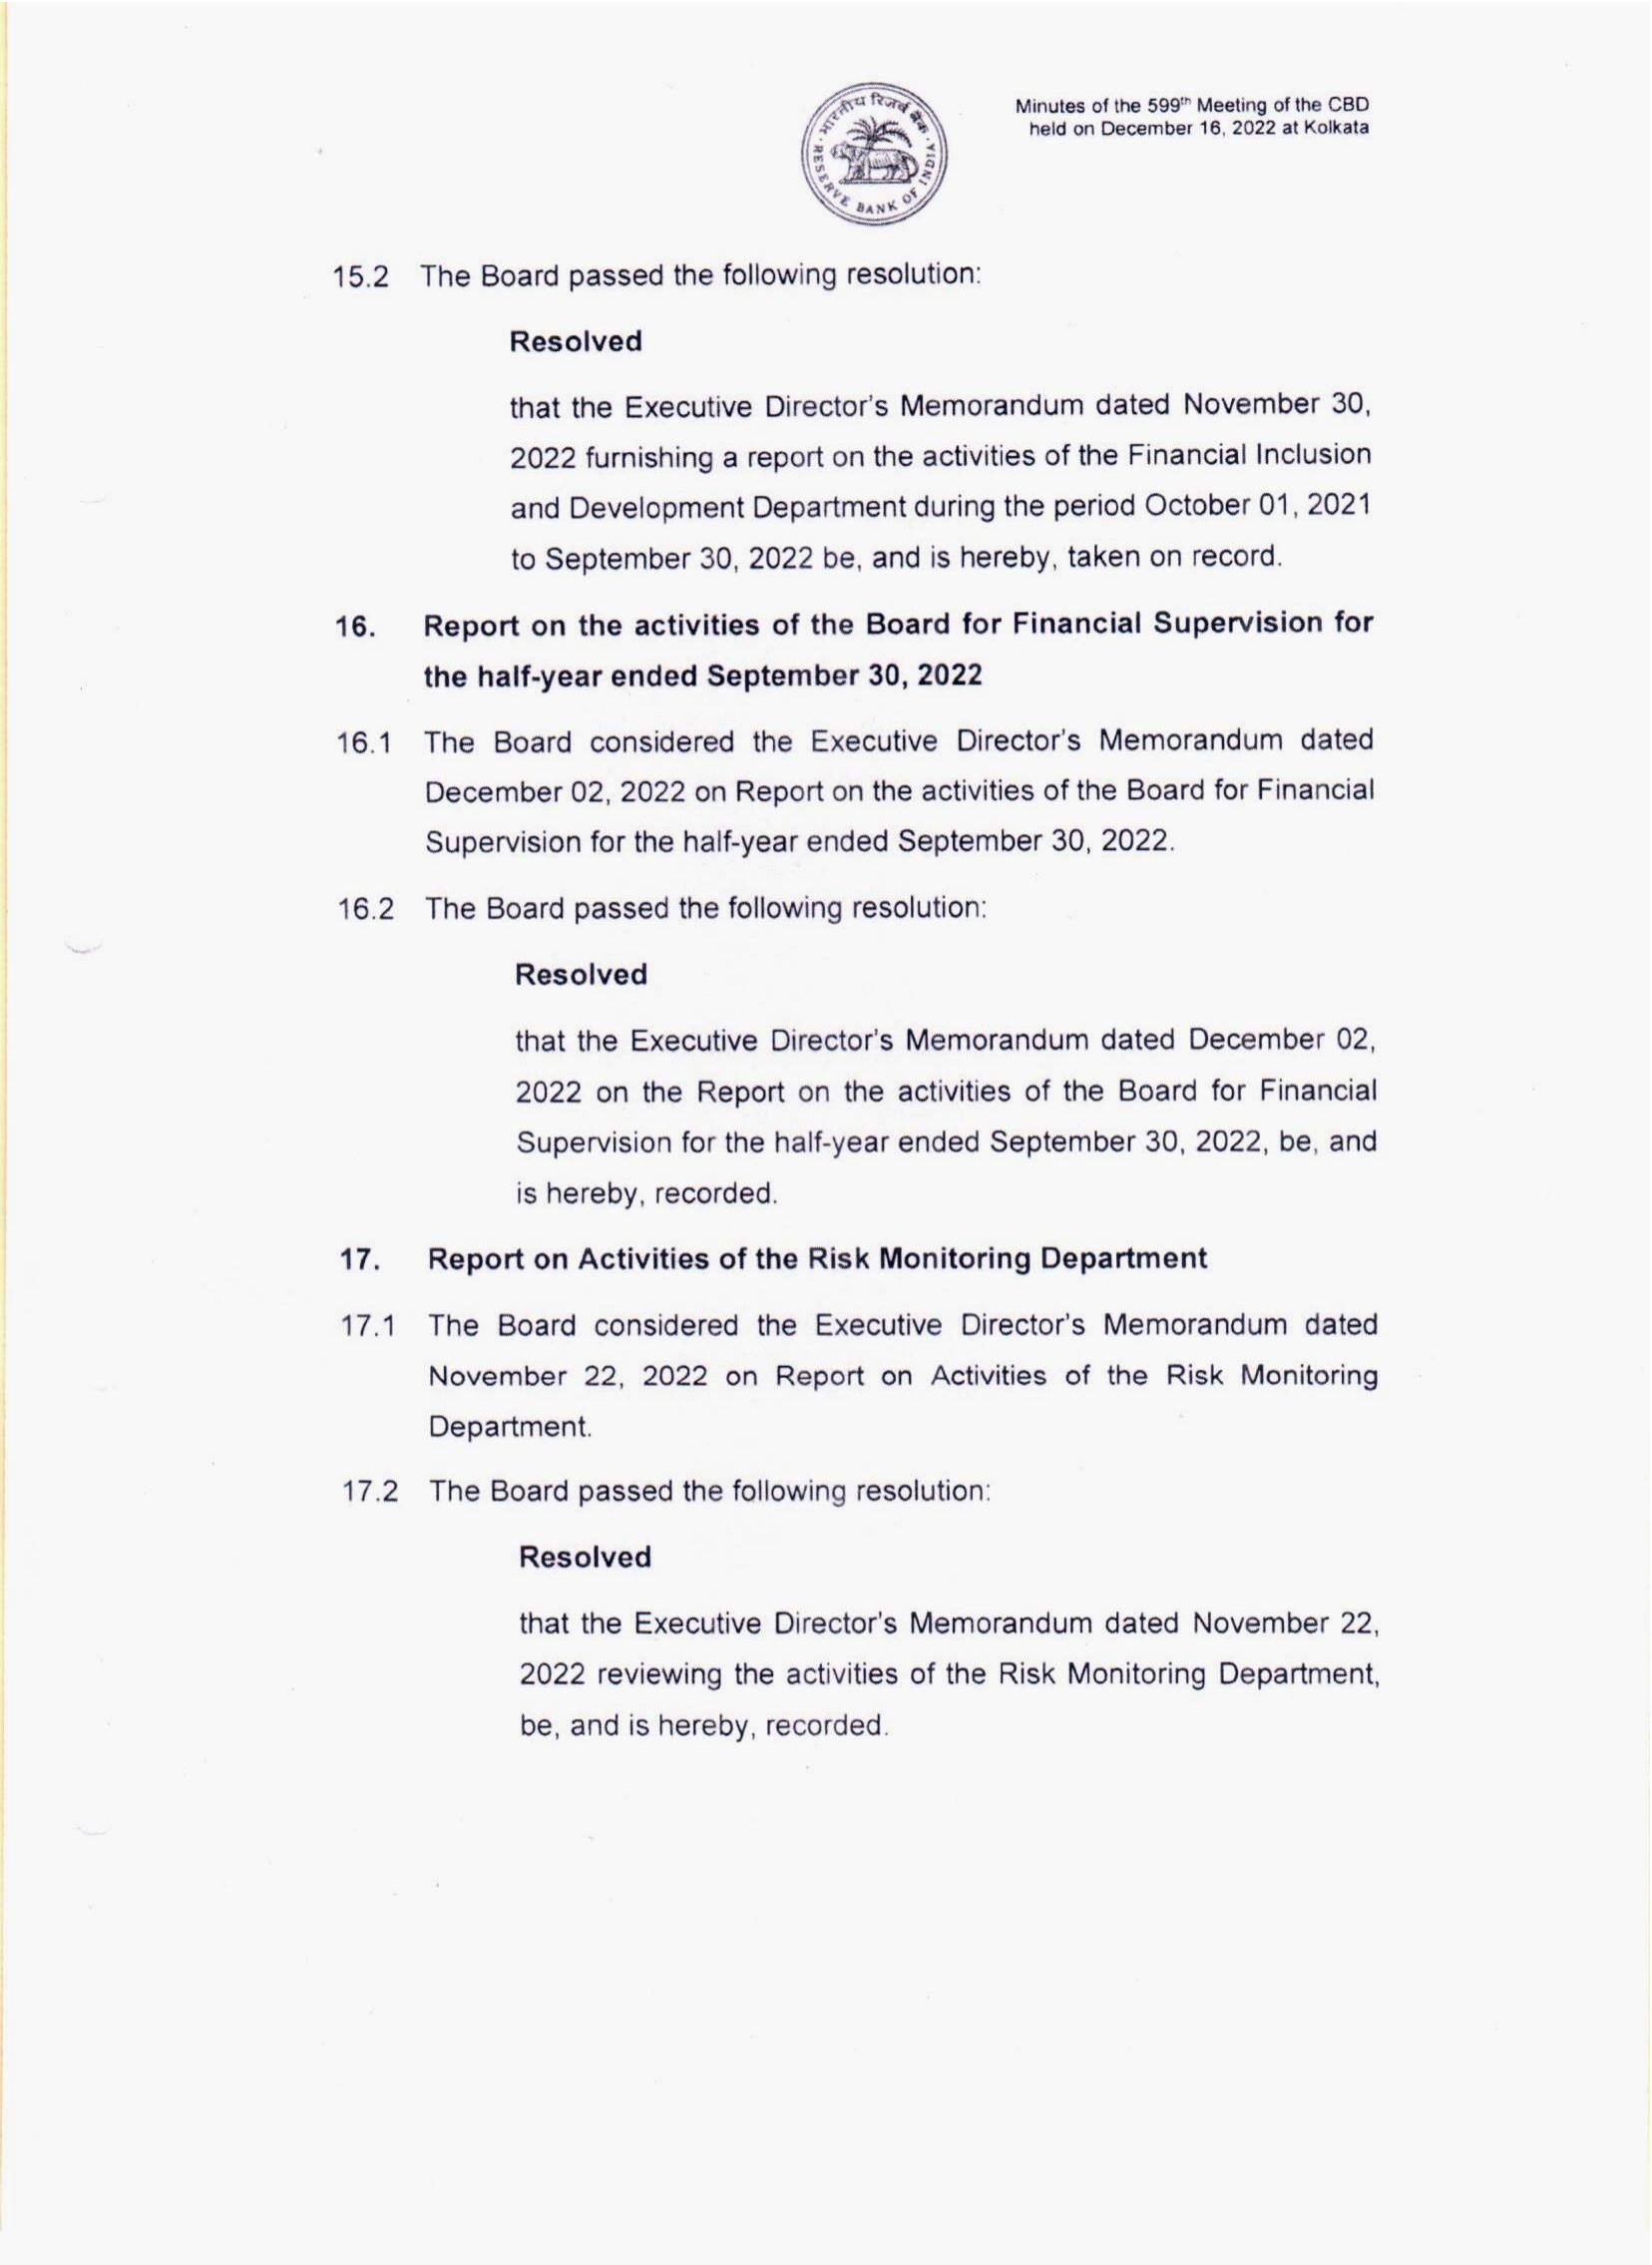 भारतीय रिज़र्व बैंक
RESERVE BANK OF INDIA
Minutes of the 599th Meeting of the CBD
held on December 16, 2022 at Kolkata
15.2 The Board passed the following resolution:
Resolved
that the Executive Director's Memorandum dated November 30,
2022 furnishing a report on the activities of the Financial Inclusion
and Development Department during the period October 01, 2021
to September 30, 2022 be, and is hereby, taken on record.
16. Report on the activities of the Board for Financial Supervision for
the half-year ended September 30, 2022
16.1 The Board considered the Executive Director's Memorandum dated
December 02, 2022 on Report on the activities of the Board for Financial
Supervision for the half-year ended September 30, 2022.
16.2 The Board passed the following resolution:
Resolved
that the Executive Director's Memorandum dated December 02,
2022 on the Report on the activities of the Board for Financial
Supervision for the half-year ended September 30, 2022, be, and
is hereby, recorded.
17. Report on Activities of the Risk Monitoring Department
17.1 The Board considered the Executive Director's Memorandum dated
November 22, 2022 on Report on Activities of the Risk Monitoring
Department.
17.2 The Board passed the following resolution:
Resolved
that the Executive Director's Memorandum dated November 22,
2022 reviewing the activities of the Risk Monitoring Department,
be, and is hereby, recorded.